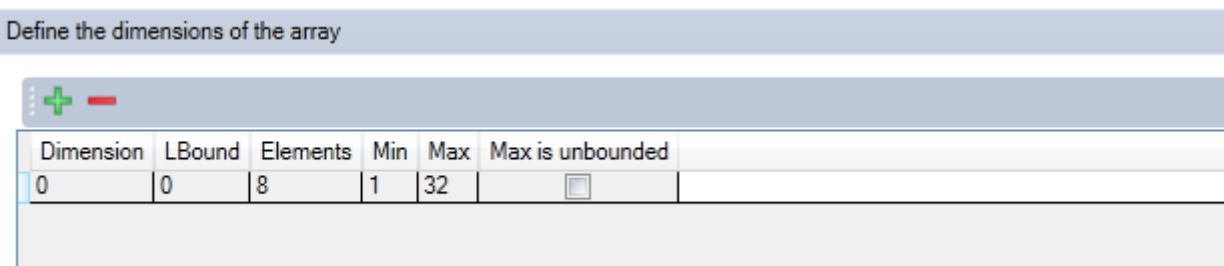 Define the dimensions of the array
Dimension LBound Elements Min Max Max is unbounded
0 0 8 1 32